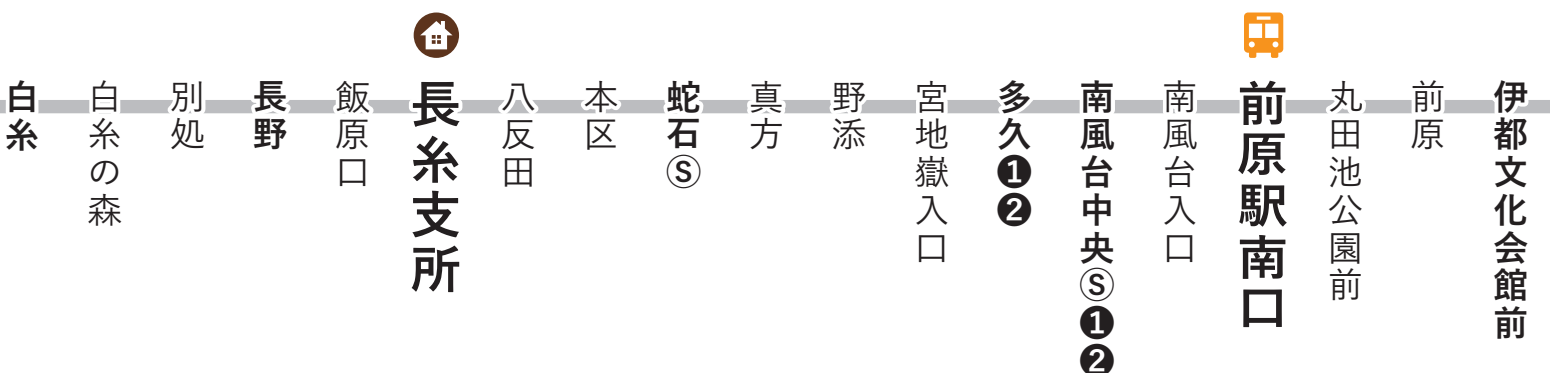 白糸
白糸の森
別処
長野
飯原口
長糸支所
八反田
本区
蛇石Ⓢ
真方
野添
宮地嶽入口
多久❶❷
南風台中央Ⓢ❶❷
南風台入口
前原駅南口
丸田池公園前
前原
伊都文化会館前